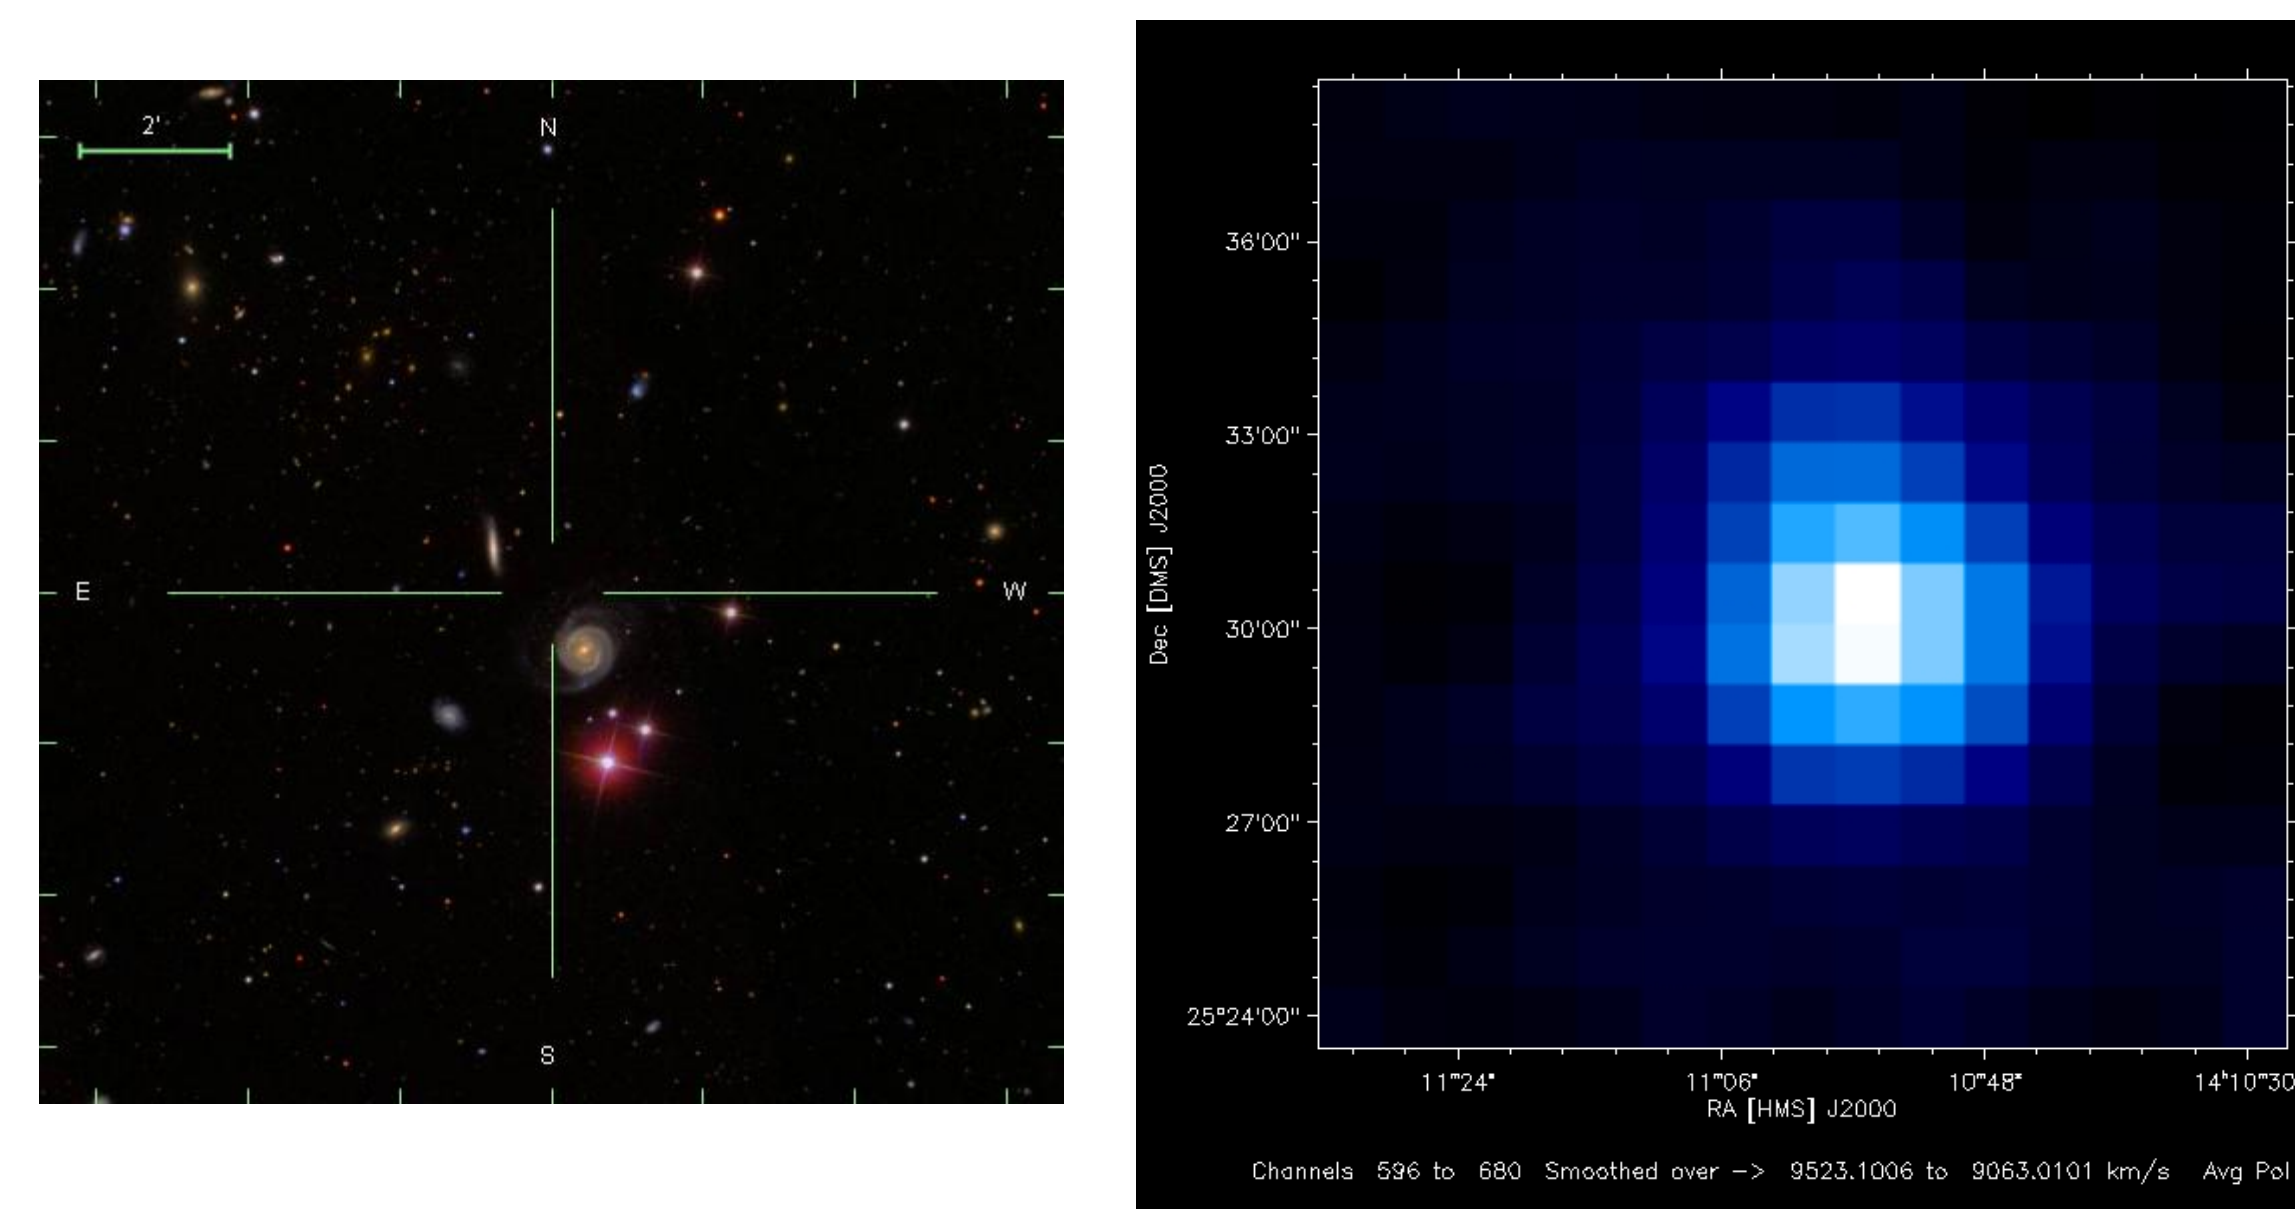 2'
N
E
W
S
36'00"
33'00"
30'00"
27'00"
25°24'00"
Dec [DMS] J2000
11ᵐ24ˢ
11ᵐ06ˢ
10ᵐ48ˢ
14ʰ10ᵐ30
RA [HMS] J2000
Channels 596 to 680 Smoothed over -> 9523.1006 to 9063.0101 km/s Avg Pol